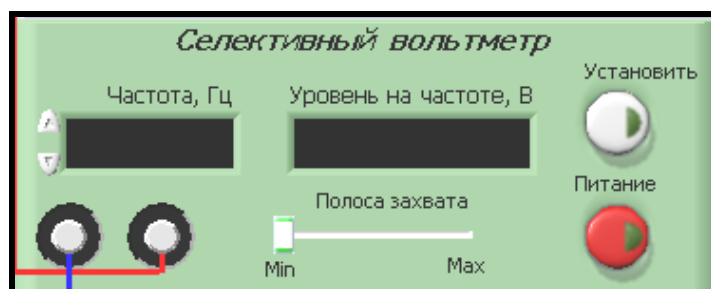 Селективный вольтметр
Установить
Частота, Гц
Уровень на частоте, В
Питание
Полоса захвата
Min
Max